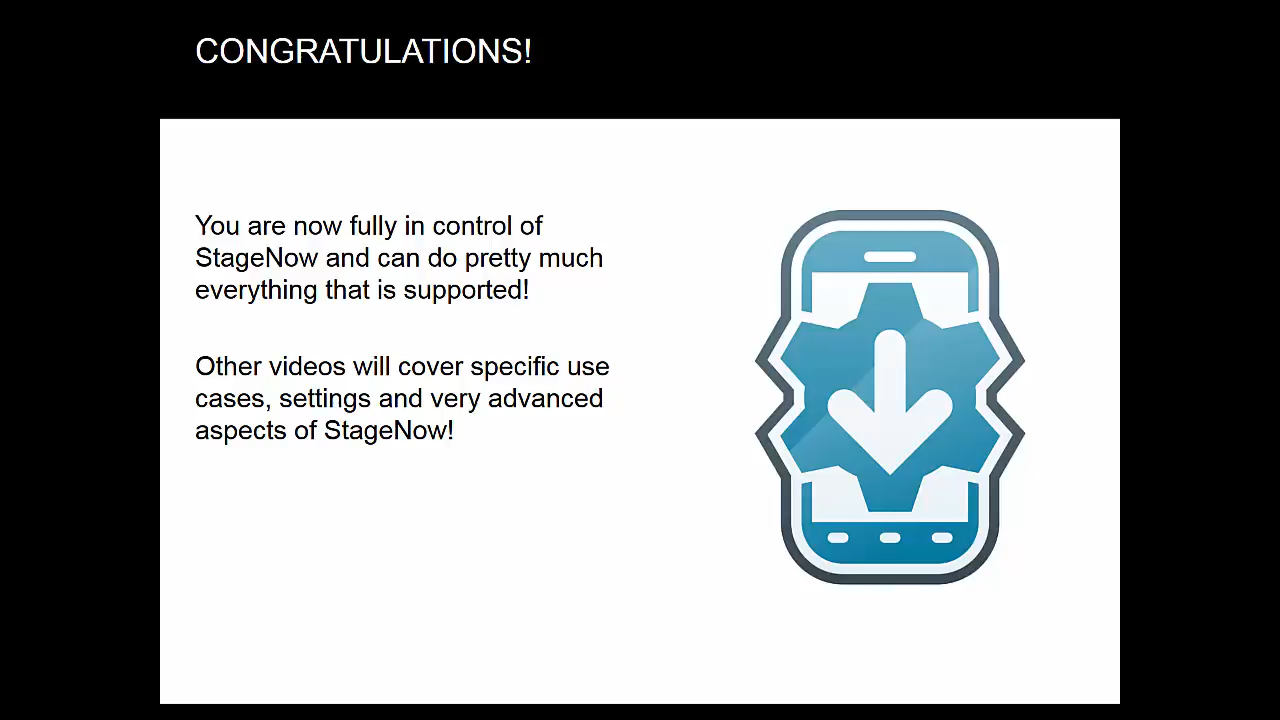 CONGRATULATIONS!
You are now fully in control of
StageNow and can do pretty much
everything that is supported!
Other videos will cover specific use
cases, settings and very advanced
aspects of StageNow!